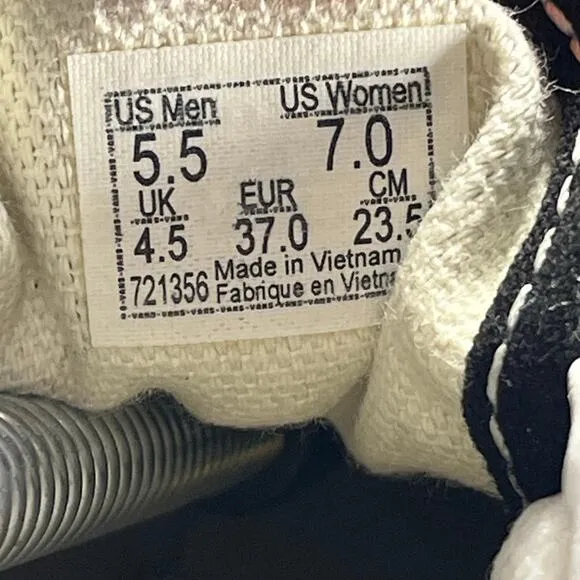 US Men US Women
5.5 7.0
UK EUR CM
4.5 37.0 23.5
721356 Made in Vietnam
Fabrique en